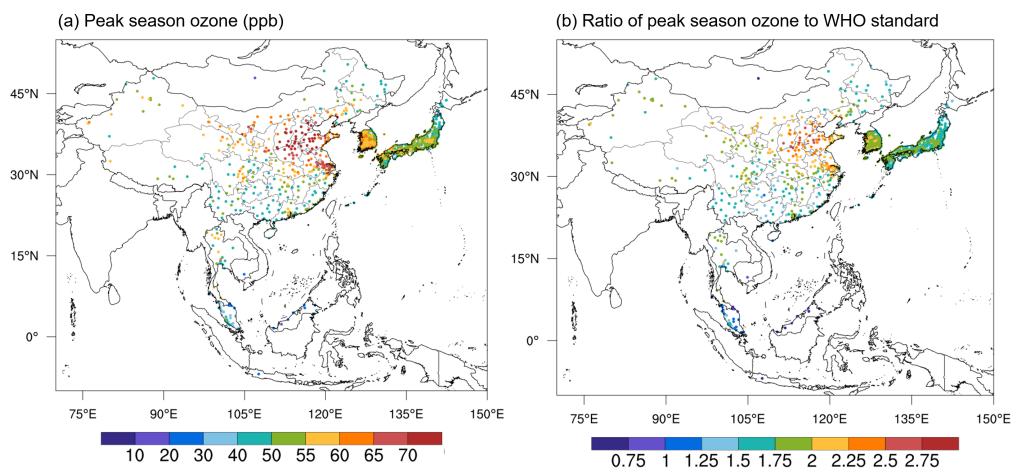 (a) Peak season ozone (ppb)
45°N
30°N
15°N
0°
75°E 90°E 105°E 120°E 135°E 150°E
10 20 30 40 50 55 60 65 70
(b) Ratio of peak season ozone to WHO standard
45°N
30°N
15°N
0°
75°E 90°E 105°E 120°E 135°E 150°E
0.75 1 1.25 1.5 1.75 2 2.25 2.5 2.75